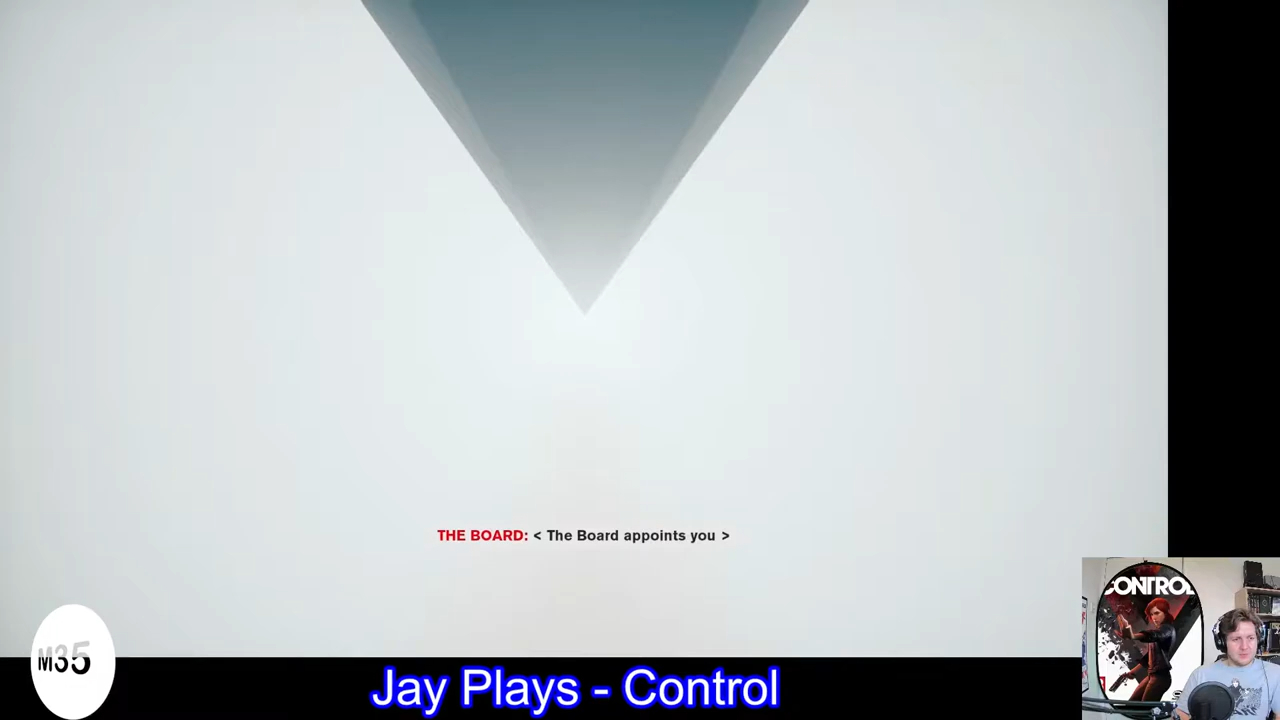 THE BOARD: < The Board appoints you >
CONTROL
M35
Jay Plays - Control